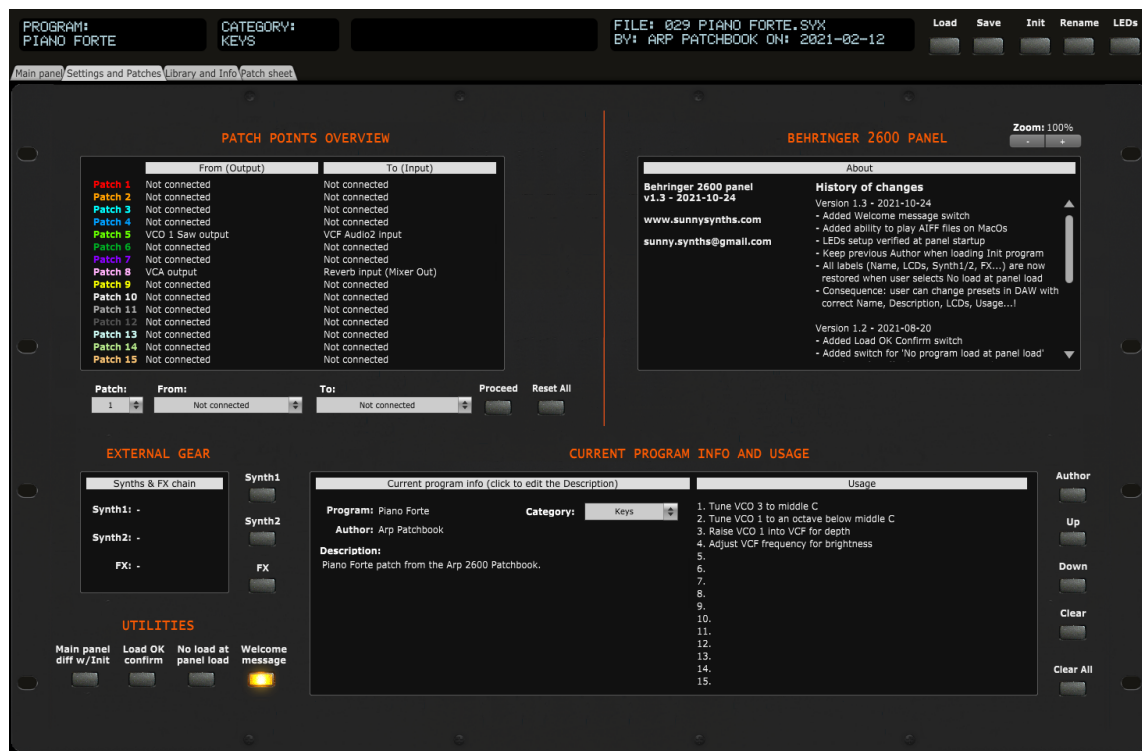 PROGRAM:
PIANO FORTE
CATEGORY:
KEYS
FILE: 029 PIANO FORTE.SYX
BY: ARP PATCHBOOK ON: 2021-02-12
Load Save Init Rename LEDs
Main panel Settings and Patches Library and Info Patch sheet
PATCH POINTS OVERVIEW
From (Output) To (Input)
Patch 1 Not connected Not connected
Patch 2 Not connected Not connected
Patch 3 Not connected Not connected
Patch 4 Not connected Not connected
Patch 5 VCO 1 Saw output VCF Audio2 input
Patch 6 Not connected Not connected
Patch 7 Not connected Not connected
Patch 8 VCA output Reverb input (Mixer Out)
Patch 9 Not connected Not connected
Patch 10 Not connected Not connected
Patch 11 Not connected Not connected
Patch 12 Not connected Not connected
Patch 13 Not connected Not connected
Patch 14 Not connected Not connected
Patch 15 Not connected Not connected
Patch: From: To: Proceed Reset All
1 Not connected Not connected
BEHRINGER 2600 PANEL
Zoom: 100%
- +
About
Behringer 2600 panel
v1.3 - 2021-10-24
www.sunnysynths.com
sunny.synths@gmail.com
History of changes
Version 1.3 - 2021-10-24
- Added Welcome message switch
- Added ability to play AIFF files on MacOs
- LEDs setup verified at panel startup
- Keep previous Author when loading Init program
- All labels (Name, LCDs, Synth1/2, FX...) are now
restored when user selects No load at panel load
- Consequence: user can change presets in DAW with
correct Name, Description, LCDs, Usage...!
Version 1.2 - 2021-08-20
- Added Load OK Confirm switch
- Added switch for 'No program load at panel load'
EXTERNAL GEAR
Synths & FX chain
Synth1: -
Synth2: -
FX: -
Synth1
Synth2
FX
UTILITIES
Main panel diff w/Init
Load OK confirm
No load at panel load
Welcome message
CURRENT PROGRAM INFO AND USAGE
Current program info (click to edit the Description)
Program: Piano Forte
Category: Keys
Author: Arp Patchbook
Description:
Piano Forte patch from the Arp 2600 Patchbook.
Usage
1. Tune VCO 3 to middle C
2. Tune VCO 1 to an octave below middle C
3. Raise VCO 1 into VCF for depth
4. Adjust VCF frequency for brightness
5.
6.
7.
8.
9.
10.
11.
12.
13.
14.
15.
Author
Up
Down
Clear
Clear All